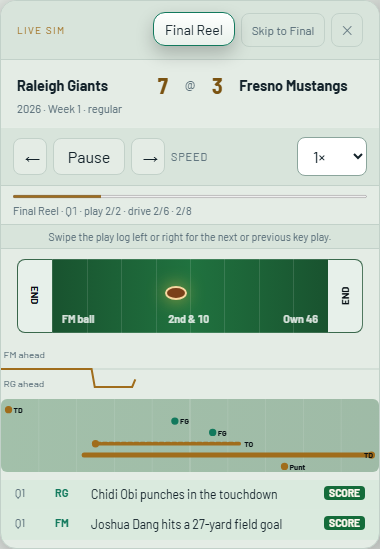 LIVE SIM
Final Reel
Skip to Final
×
Raleigh Giants 7 @ 3 Fresno Mustangs
2026 · Week 1 · regular
← Pause → SPEED 1×
Final Reel · Q1 · play 2/2 · drive 2/6 · 2/8
Swipe the play log left or right for the next or previous key play.
END
END
FM ball 2nd & 10 Own 46
FM ahead
RG ahead
TD
FG
FG
TO
TD
Punt
Q1 RG Chidi Obi punches in the touchdown SCORE
Q1 FM Joshua Dang hits a 27-yard field goal SCORE